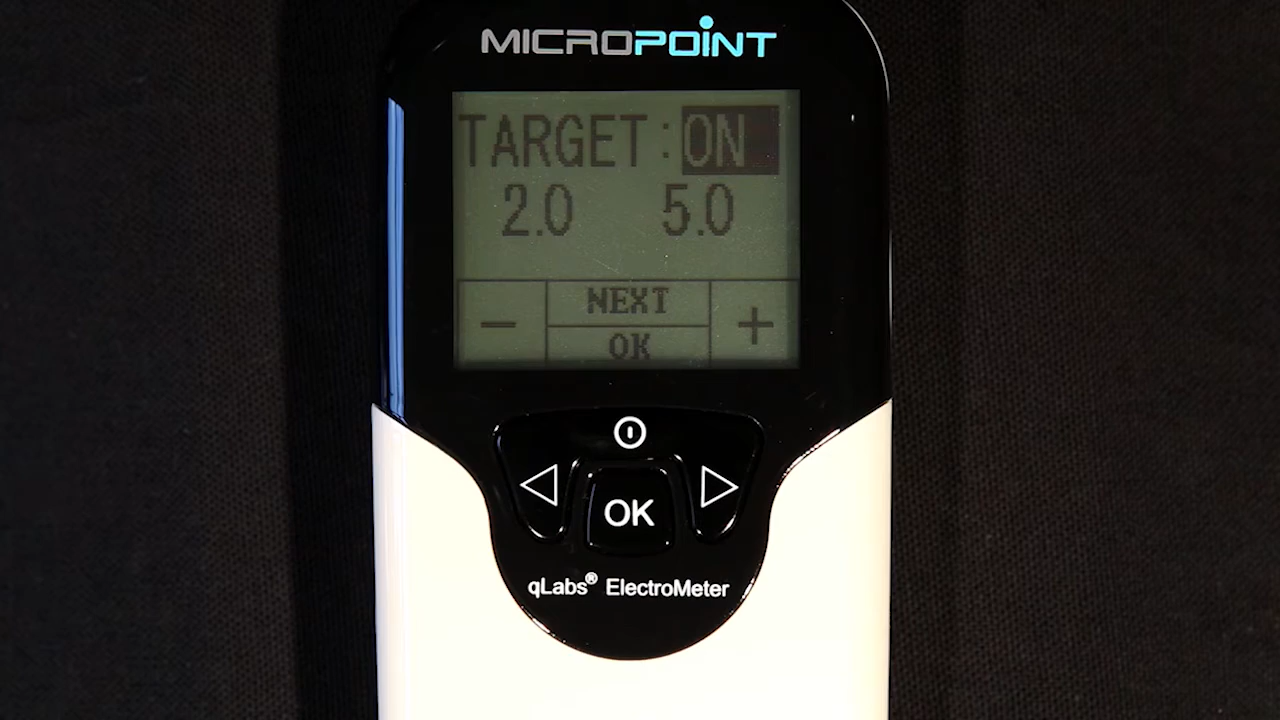 MICROPOINT
TARGET:ON
2.0 5.0
− NEXT +
OK
OK
qLabs® ElectroMeter